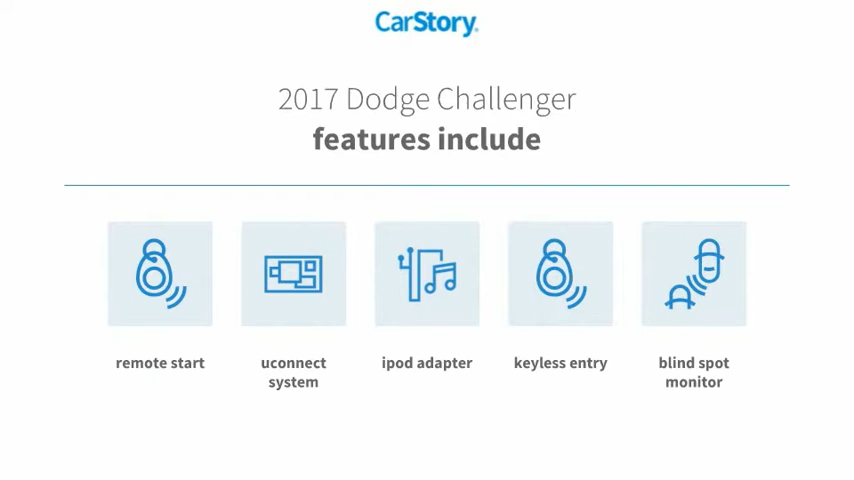 CarStory
2017 Dodge Challenger
features include
remote start
uconnect
system
ipod adapter
keyless entry
blind spot
monitor